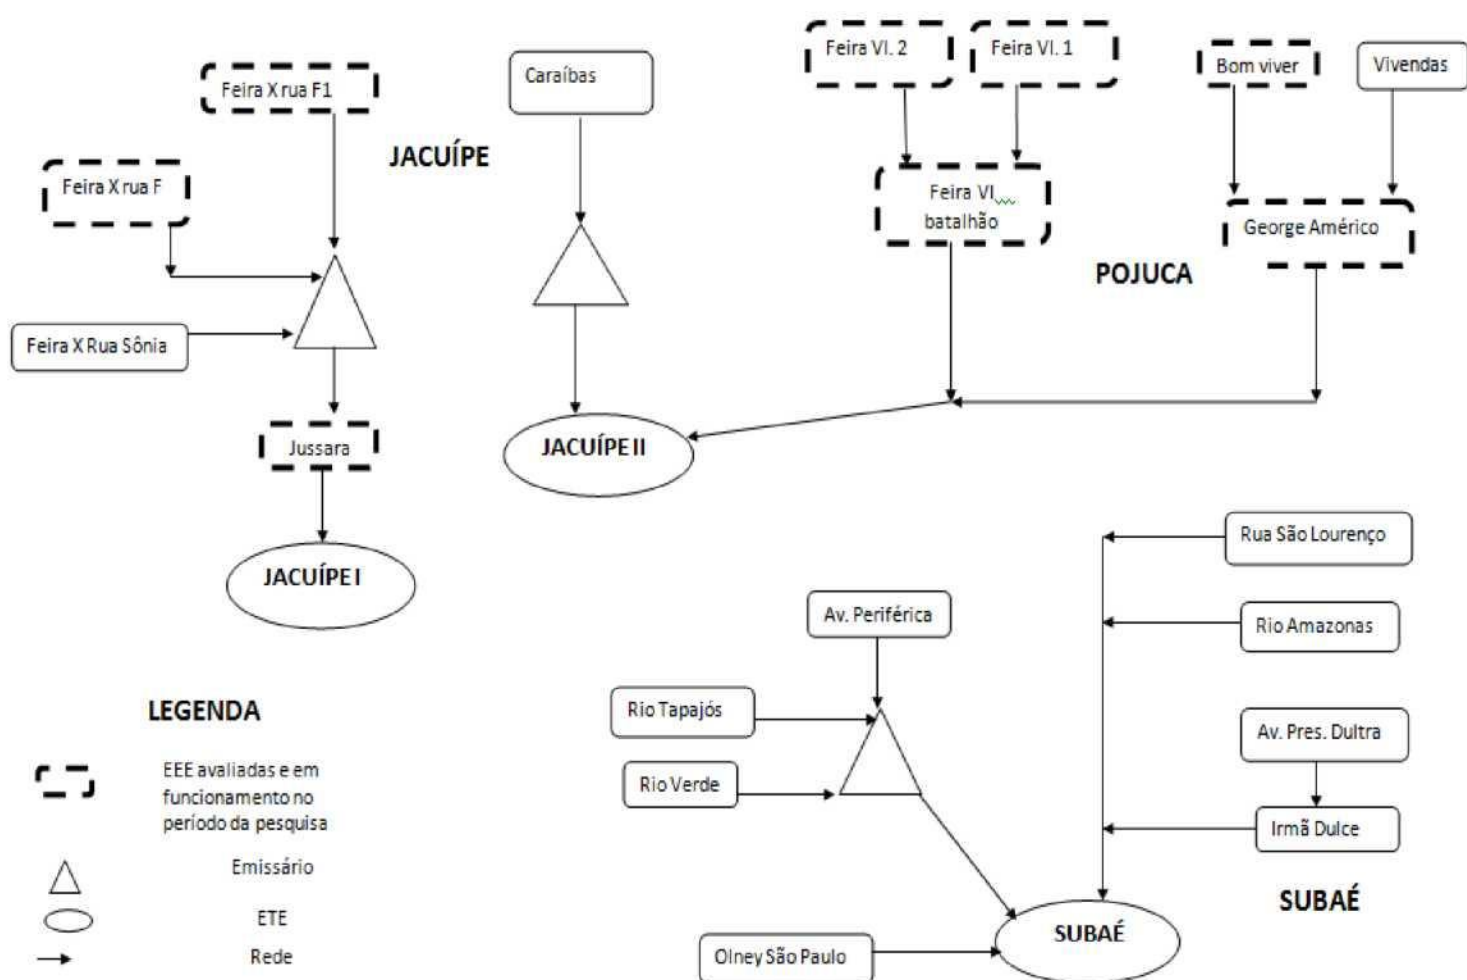 Feira VI. 2
Feira VI. 1
Bom viver
Vivendas
Caraíbas
Feira X rua F1
JACUÍPE
Feira X rua F
Feira VI
batalhão
George Américo
POJUCA
Feira X Rua Sônia
Jussara
JACUÍPE II
JACUÍPE I
Rua São Lourenço
Av. Periférica
Rio Amazonas
Rio Tapajós
Av. Pres. Dultra
Rio Verde
Irmã Dulce
SUBAÉ
SUBAÉ
Olney São Paulo
LEGENDA
EEE avaliadas e em
funcionamento no
período da pesquisa
Emissário
ETE
Rede